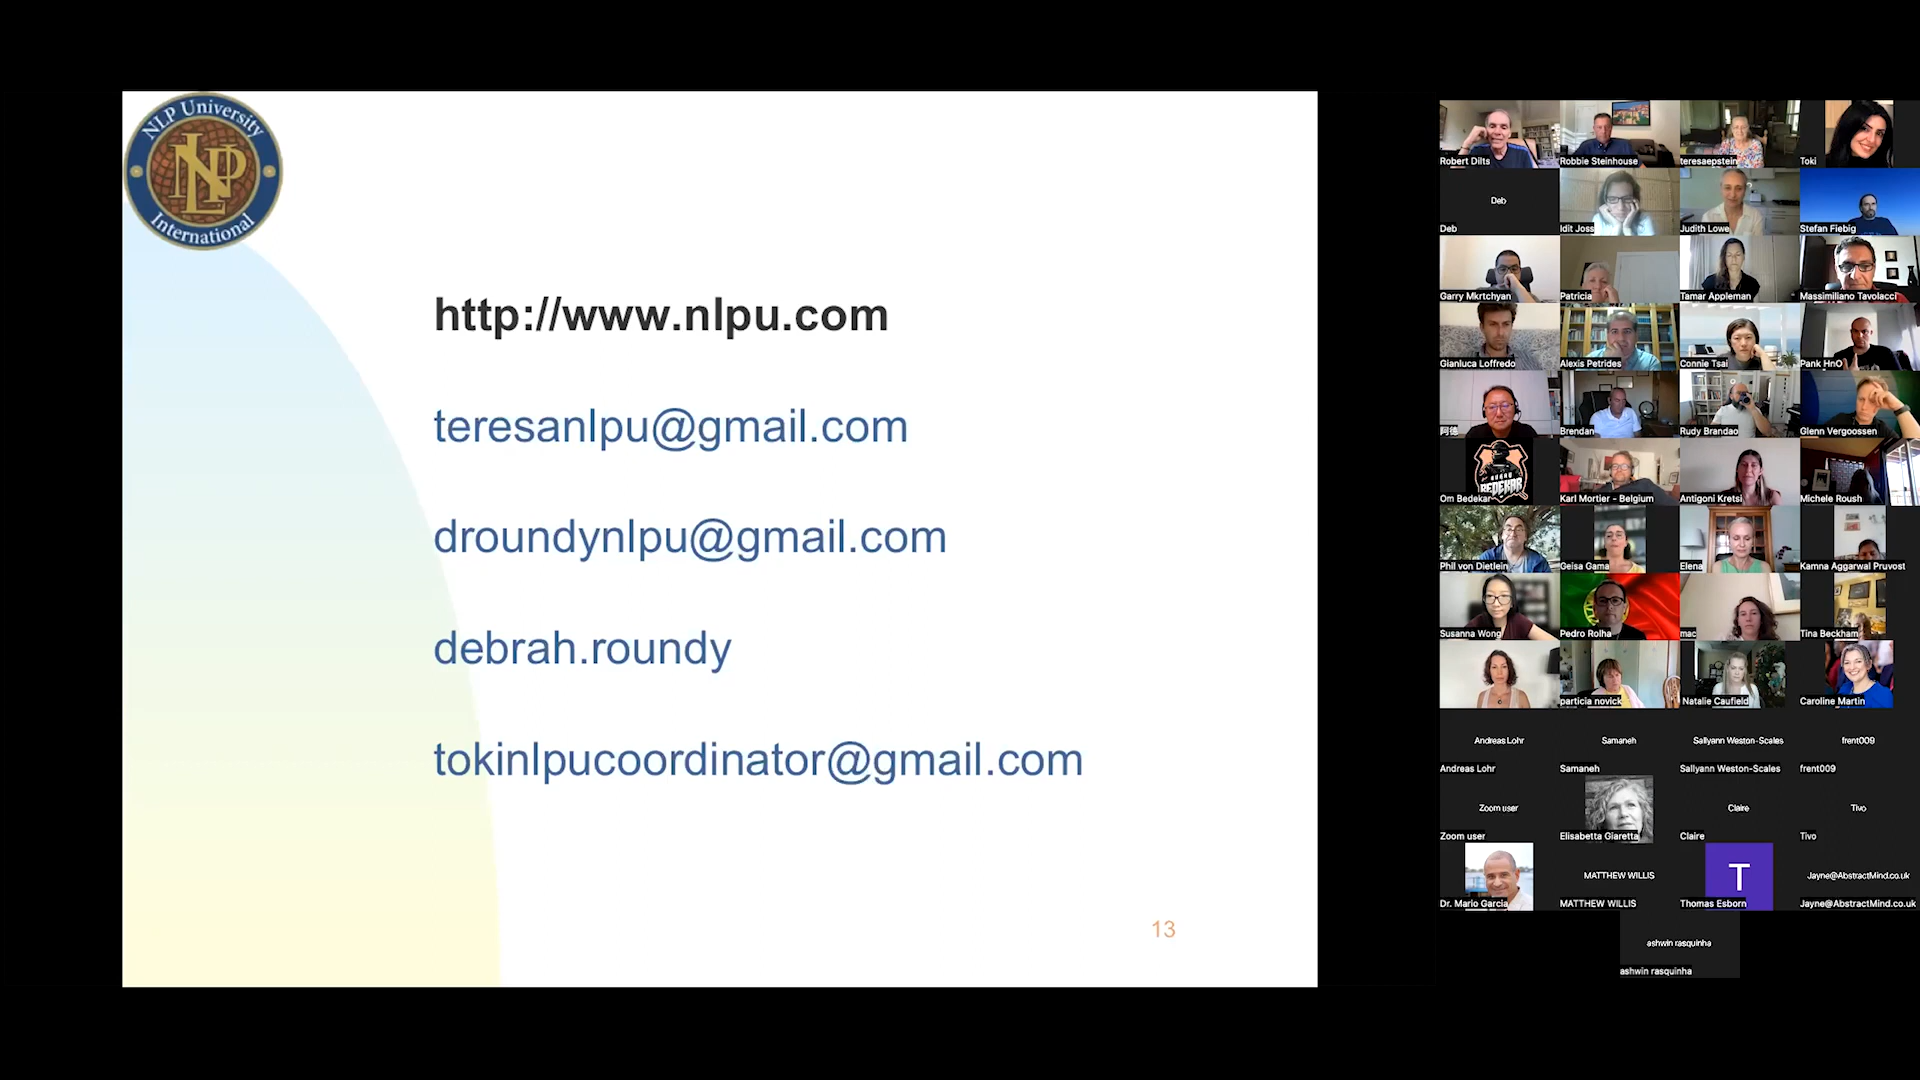 NLP University
NLP
International
http://www.nlpu.com
teresanlpu@gmail.com
droundynlpu@gmail.com
debrah.roundy
tokinlpucoordinator@gmail.com
13
Robert Dilts
Robbie Steinhouse
teresaepstein
Toki
Deb
Deb
Idit Joss
Judith Lowe
Stefan Fiebig
Garry Mkrtchyan
Patricia
Tamar Appleman
Massimiliano Tavolacci
Gianluca Loffredo
Alexis Petrides
Connie Tsai
Pank HnO
阿德
Brendan
Rudy Brandao
Glenn Vergoossen
BEDEKAR
Om Bedekar
Karl Mortier - Belgium
Antigoni Kretsi
Michele Roush
Phil von Dietlein
Geisa Gama
Elena
Kamna Aggarwal Pruvost
Susanna Wong
Pedro Rolha
mac
Tina Beckham
particia novick
Natalie Caufield
Caroline Martin
Andreas Lohr
Samaneh
Sallyann Weston-Scales
frent009
Andreas Lohr
Samaneh
Sallyann Weston-Scales
frent009
Zoom user
Claire
Tivo
Zoom user
Elisabetta Giaretta
Claire
Tivo
MATTHEW WILLIS
T
Jayne@AbstractMind.co.uk
Dr. Mario Garcia
MATTHEW WILLIS
Thomas Esborn
Jayne@AbstractMind.co.uk
ashwin rasquinha
ashwin rasquinha